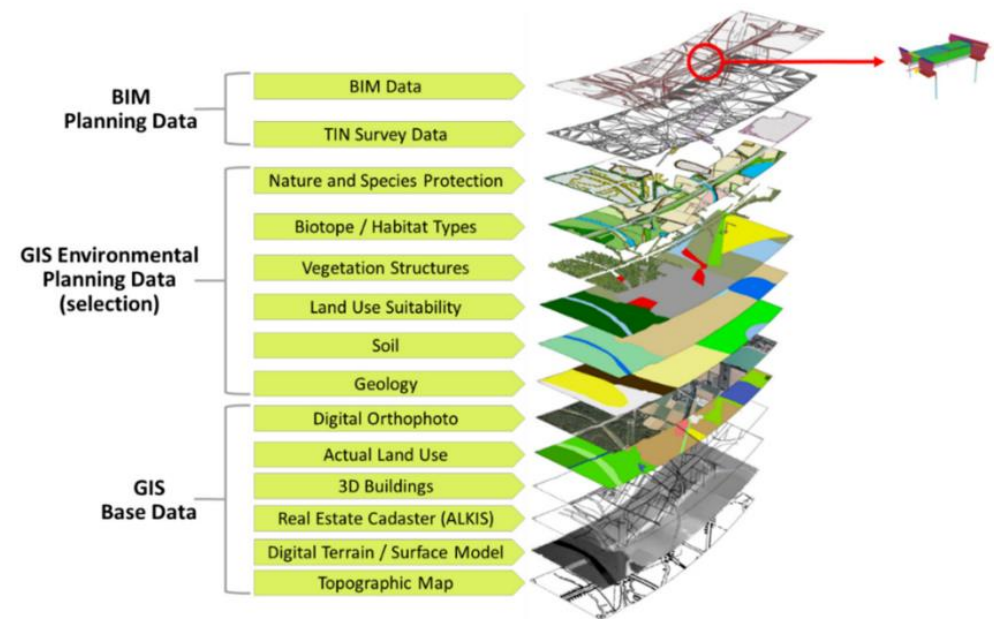 BIM
Planning Data
BIM Data
TIN Survey Data
GIS Environmental
Planning Data
(selection)
Nature and Species Protection
Biotope / Habitat Types
Vegetation Structures
Land Use Suitability
Soil
Geology
GIS
Base Data
Digital Orthophoto
Actual Land Use
3D Buildings
Real Estate Cadaster (ALKIS)
Digital Terrain / Surface Model
Topographic Map